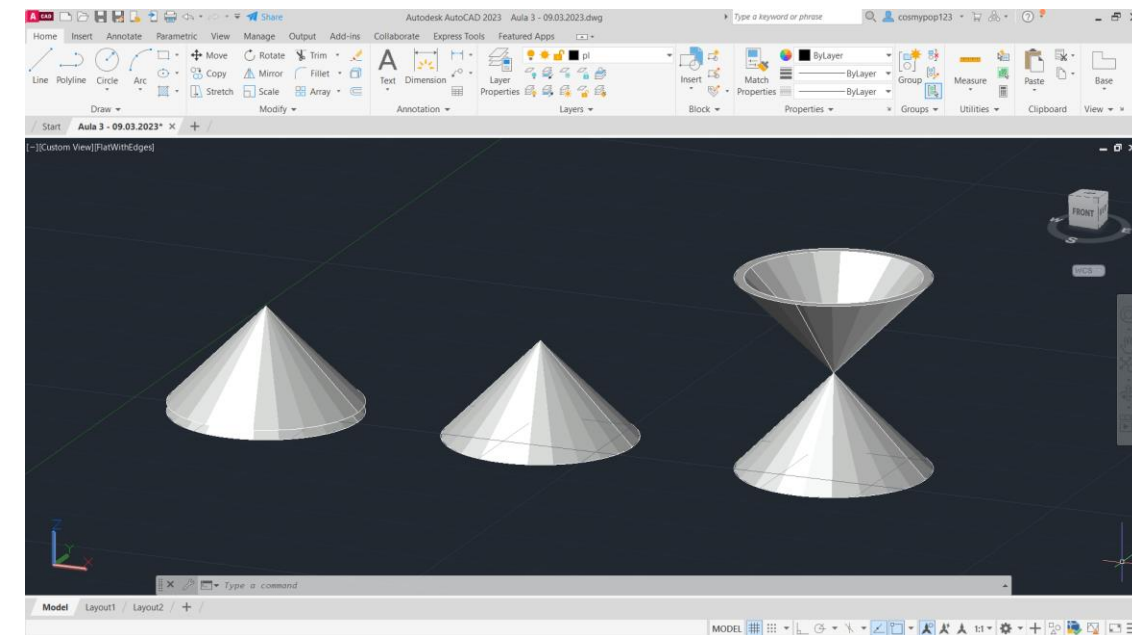 A CAD Share Autodesk AutoCAD 2023 Aula 3 - 09.03.2023.dwg Type a keyword or phrase cosmypop123
Home Insert Annotate Parametric View Manage Output Add-ins Collaborate Express Tools Featured Apps
Line Polyline Circle Arc Move Rotate Trim Text Dimension Layer Properties pl Insert Match Properties ByLayer Group Measure Paste Base
Copy Mirror Fillet ByLayer
Stretch Scale Array ByLayer
Draw Modify Annotation Layers Block Properties Groups Utilities Clipboard View
Start Aula 3 - 09.03.2023* +
[−][Custom View][FlatWithEdges]
FRONT
S E
WCS
Z
Y
X
Type a command
Model Layout1 Layout2 +
MODEL 1:1